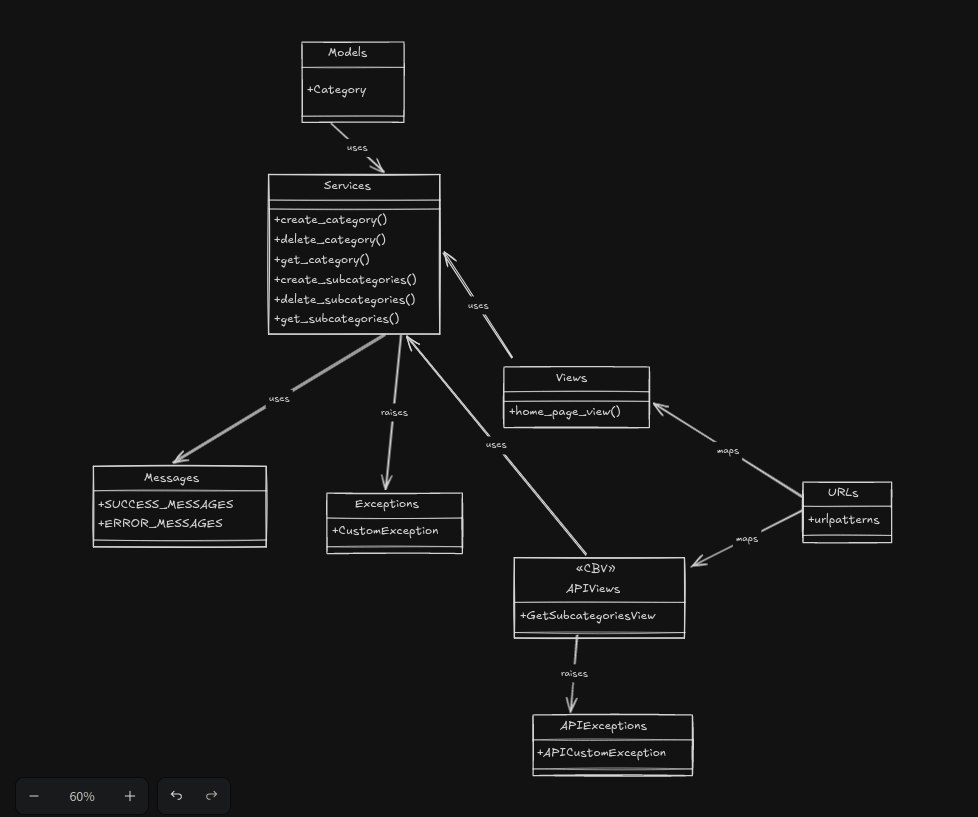 Models
+Category
uses
Services
+create_category()
+delete_category()
+get_category()
+create_subcategories()
+delete_subcategories()
+get_subcategories()
uses
Views
+home_page_view()
uses
raises
uses
maps
Messages
+SUCCESS_MESSAGES
+ERROR_MESSAGES
Exceptions
+CustomException
URLs
+urlpatterns
maps
«CBV»
APIViews
+GetSubcategoriesView
raises
APIExceptions
+APICustomException
60%